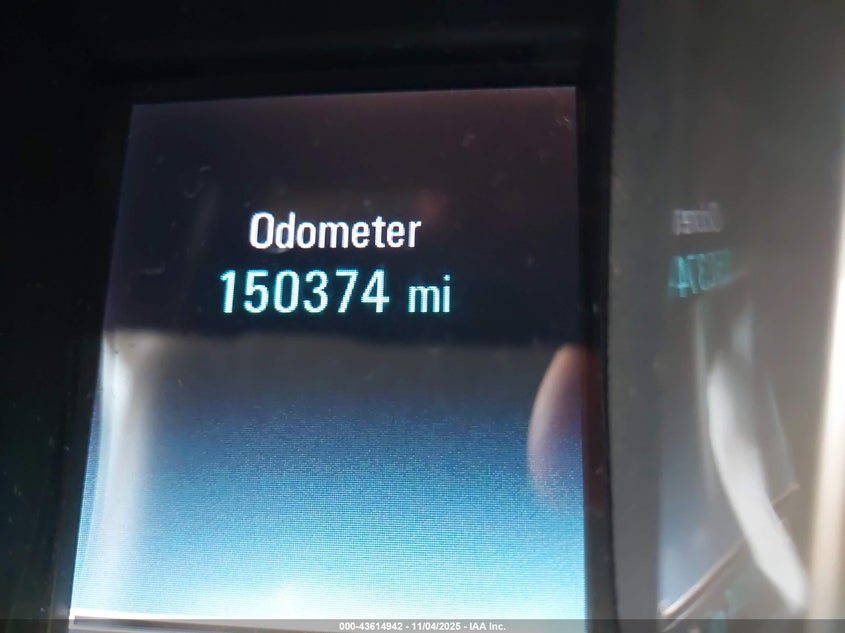 Odometer
150374 mi
000-43614942 - 11/04/2025 - IAA Inc.